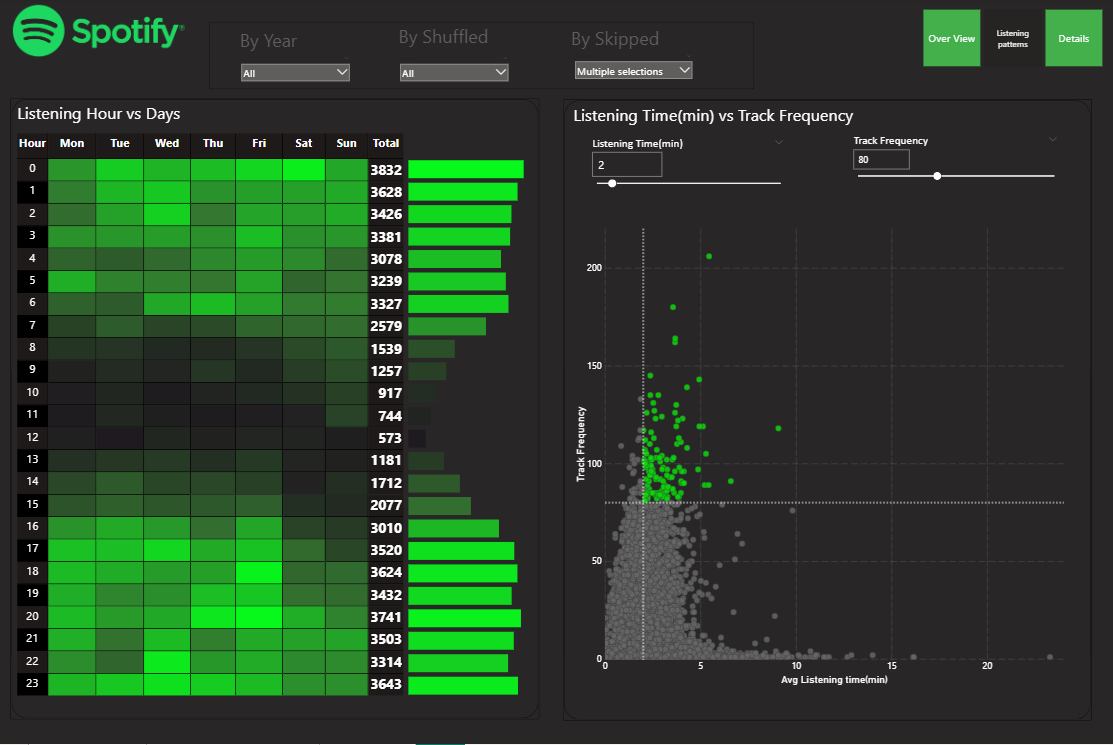 Spotify
By Year
By Shuffled
By Skipped
All
All
Multiple selections
Over View
Listening
patterns
Details
Listening Hour vs Days
Hour Mon Tue Wed Thu Fri Sat Sun Total
0 3832
1 3628
2 3426
3 3381
4 3078
5 3239
6 3327
7 2579
8 1539
9 1257
10 917
11 744
12 573
13 1181
14 1712
15 2077
16 3010
17 3520
18 3624
19 3432
20 3741
21 3503
22 3314
23 3643
Listening Time(min) vs Track Frequency
Listening Time(min)
2
Track Frequency
80
Track Frequency
200
150
100
50
0
0 5 10 15 20
Avg Listening time(min)